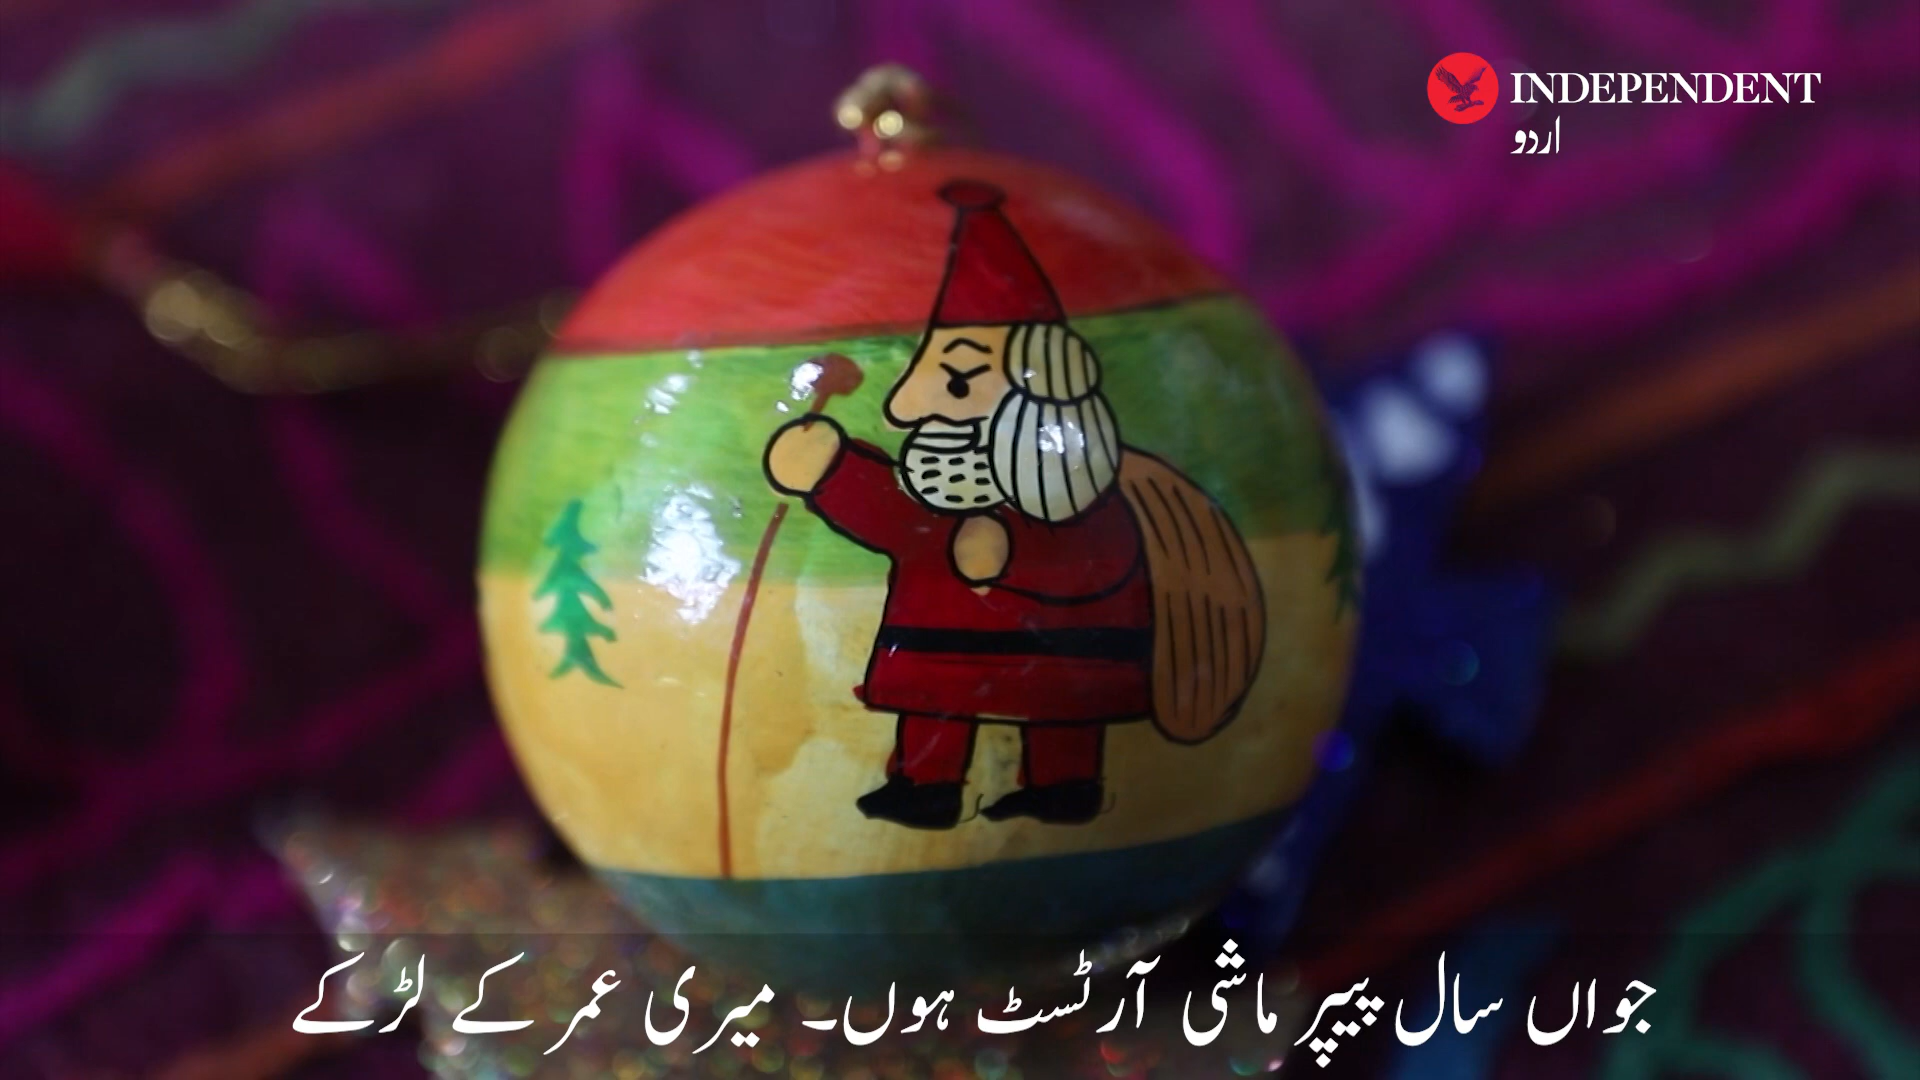 INDEPENDENT
اردو
جواں سال پیپر ماشی آرٹسٹ ہوں۔ میری عمر کے لڑکے